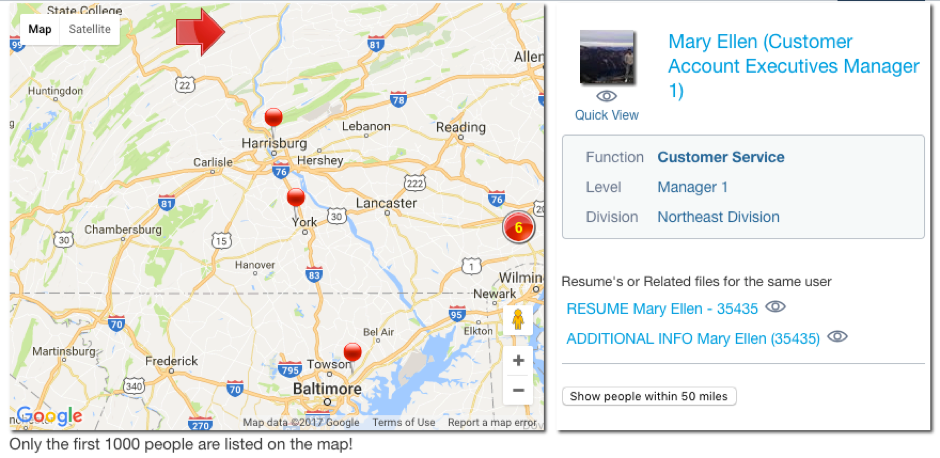 State College
Map Satellite
99
81
Allen
22
Huntingdon
78
Lebanon
Reading
Harrisburg
Carlisle
Hershey
76
222
81
Lancaster
76
York
30
6
Chambersburg
30
15
Hanover
1
83
Wilming
Newark
70
95
Bel Air
Elkton
Martinsburg
Towson
Frederick
795
340
70
Baltimore
Google
270
Map data ©2017 Google Terms of Use Report a map error
Only the first 1000 people are listed on the map!
Mary Ellen (Customer
Account Executives Manager
1)
Quick View
Function Customer Service
Level Manager 1
Division Northeast Division
Resume's or Related files for the same user
RESUME Mary Ellen - 35435
ADDITIONAL INFO Mary Ellen (35435)
Show people within 50 miles